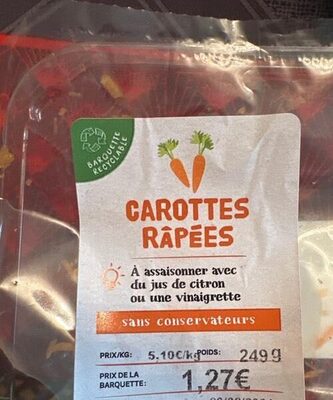 BARQUETTE
RECYCLABLE
CAROTTES
RÂPÉES
À assaisonner avec
du jus de citron
ou une vinaigrette
sans conservateurs
PRIX/KG: 5.10€/kg POIDS: 249g
PRIX DE LA
BARQUETTE: 1,27€